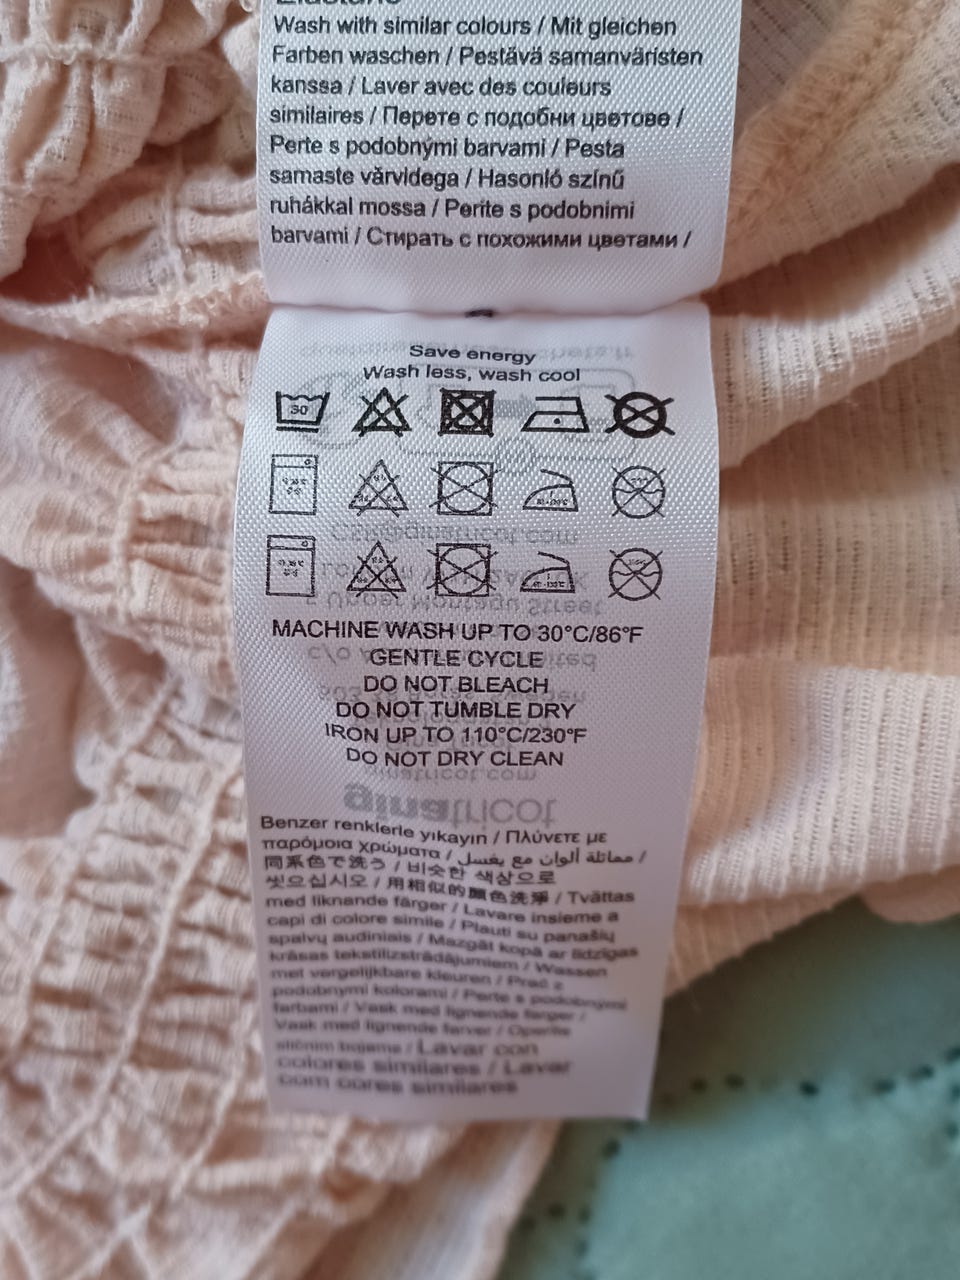 Wash with similar colours / Mit gleichen
Farben waschen / Pestävä samanväristen
kanssa / Laver avec des couleurs
similaires / Перете с подобни цветове /
Perte s podobnými barvami / Pesta
samaste värvidega / Hasonló színű
ruhákkal mossa / Perite s podobnimi
barvami / Стирать с похожими цветами /
Save energy
Wash less, wash cool
30
MACHINE WASH UP TO 30°C/86°F
GENTLE CYCLE
DO NOT BLEACH
DO NOT TUMBLE DRY
IRON UP TO 110°C/230°F
DO NOT DRY CLEAN
Benzer renklerle yıkayın / Πλύνετε με
παρόμοια χρώματα / مماثلة ألوان مع يغسل /
同系色で洗う / 비슷한 색상으로
씻으십시오 / 用相似的顏色洗淨 / Tvättas
med liknande färger / Lavare insieme a
capi di colore simile / Plauti su panašių
spalvų audiniais / Mazgāt kopā ar līdzīgas
krāsas tekstilizstrādājumiem / Wassen
met vergelijkbare kleuren / Prać z
podobnymi kolorami / Perte s podobnými
farbami / Vask med lignende farger /
Vask med lignende farver / Operite
sličnim bojama / Lavar con
colores similares / Lavar
com cores similares